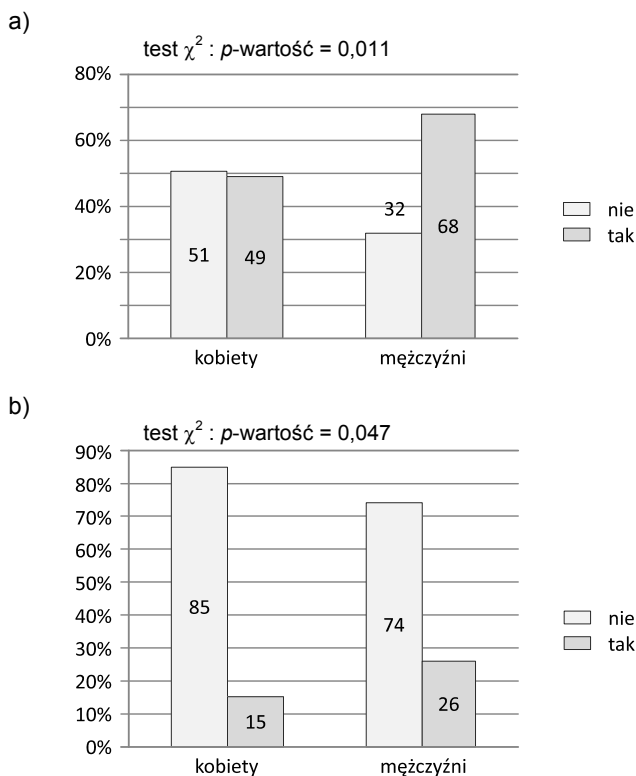 a)
test χ² : p-wartość = 0,011
80%
60%
40%
20%
0%
51
49
32
68
kobiety
mężczyźni
nie
tak
b)
test χ² : p-wartość = 0,047
90%
80%
70%
60%
50%
40%
30%
20%
10%
0%
85
15
74
26
kobiety
mężczyźni
nie
tak